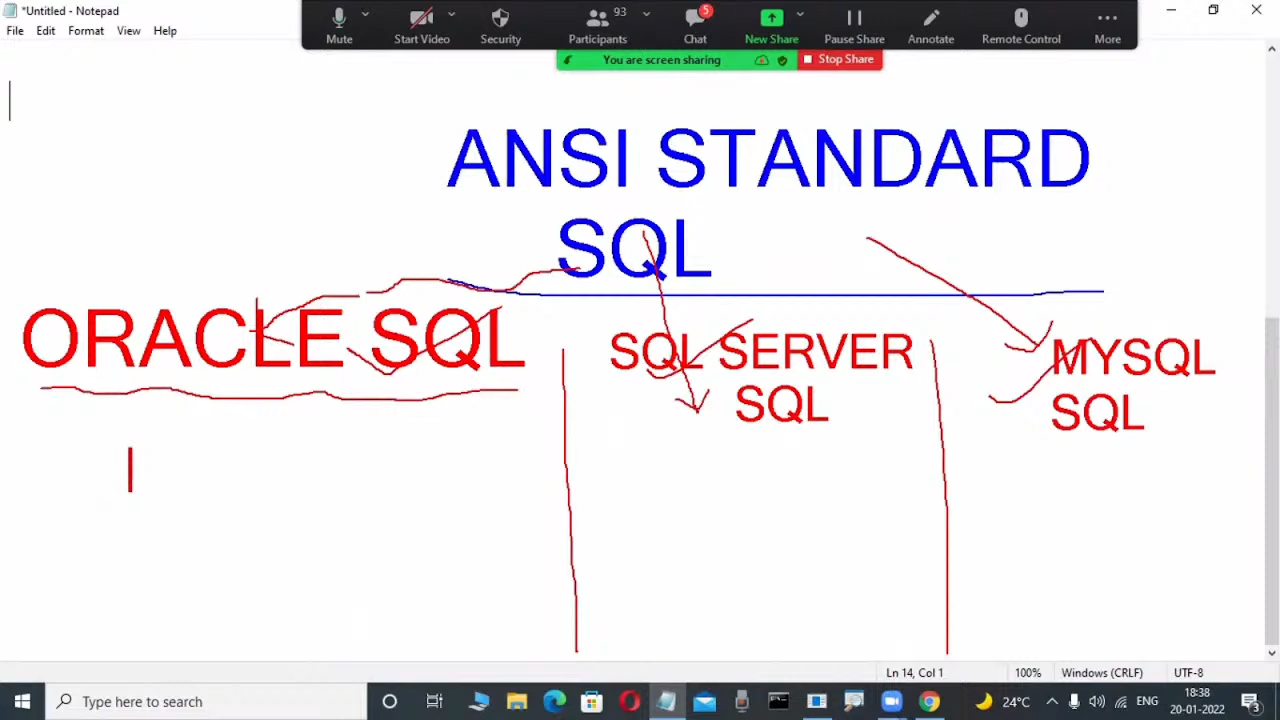 *Untitled - Notepad
File Edit Format View Help
93
5
Mute Start Video Security Participants Chat New Share Pause Share Annotate Remote Control More
You are screen sharing Stop Share
ANSI STANDARD
SQL
ORACLE SQL
SQL SERVER
SQL
MYSQL
SQL
Ln 14, Col 1 100% Windows (CRLF) UTF-8
Type here to search
24°C ENG
18:38
20-01-2022
3